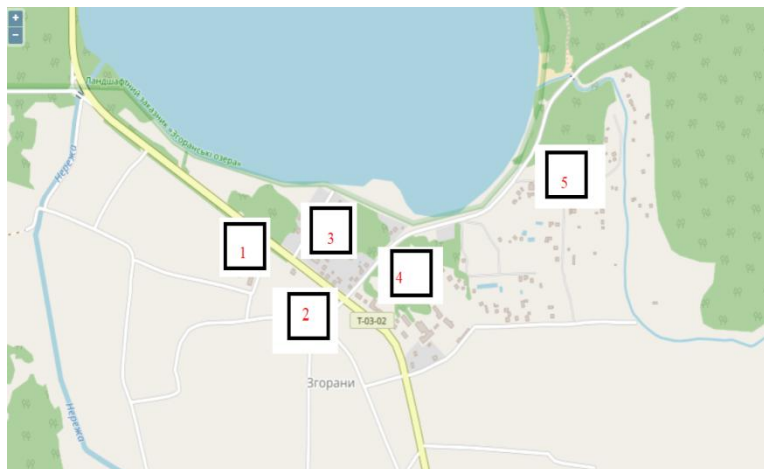 +
−
Ландшафтний заказник «Згоранські озера»
Нережа
5
3
1
4
2
Т-03-02
Згорани
Нережа